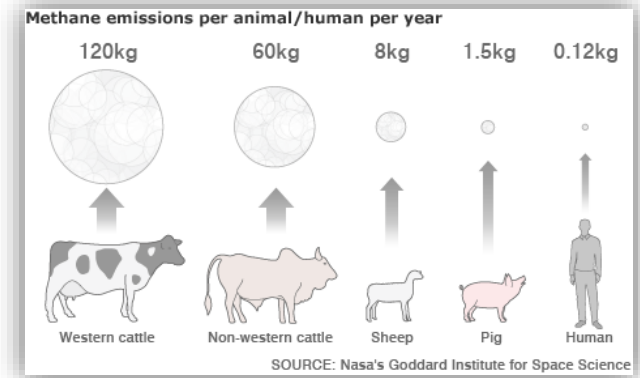 Methane emissions per animal/human per year
120kg 60kg 8kg 1.5kg 0.12kg
Western cattle Non-western cattle Sheep Pig Human
SOURCE: Nasa's Goddard Institute for Space Science